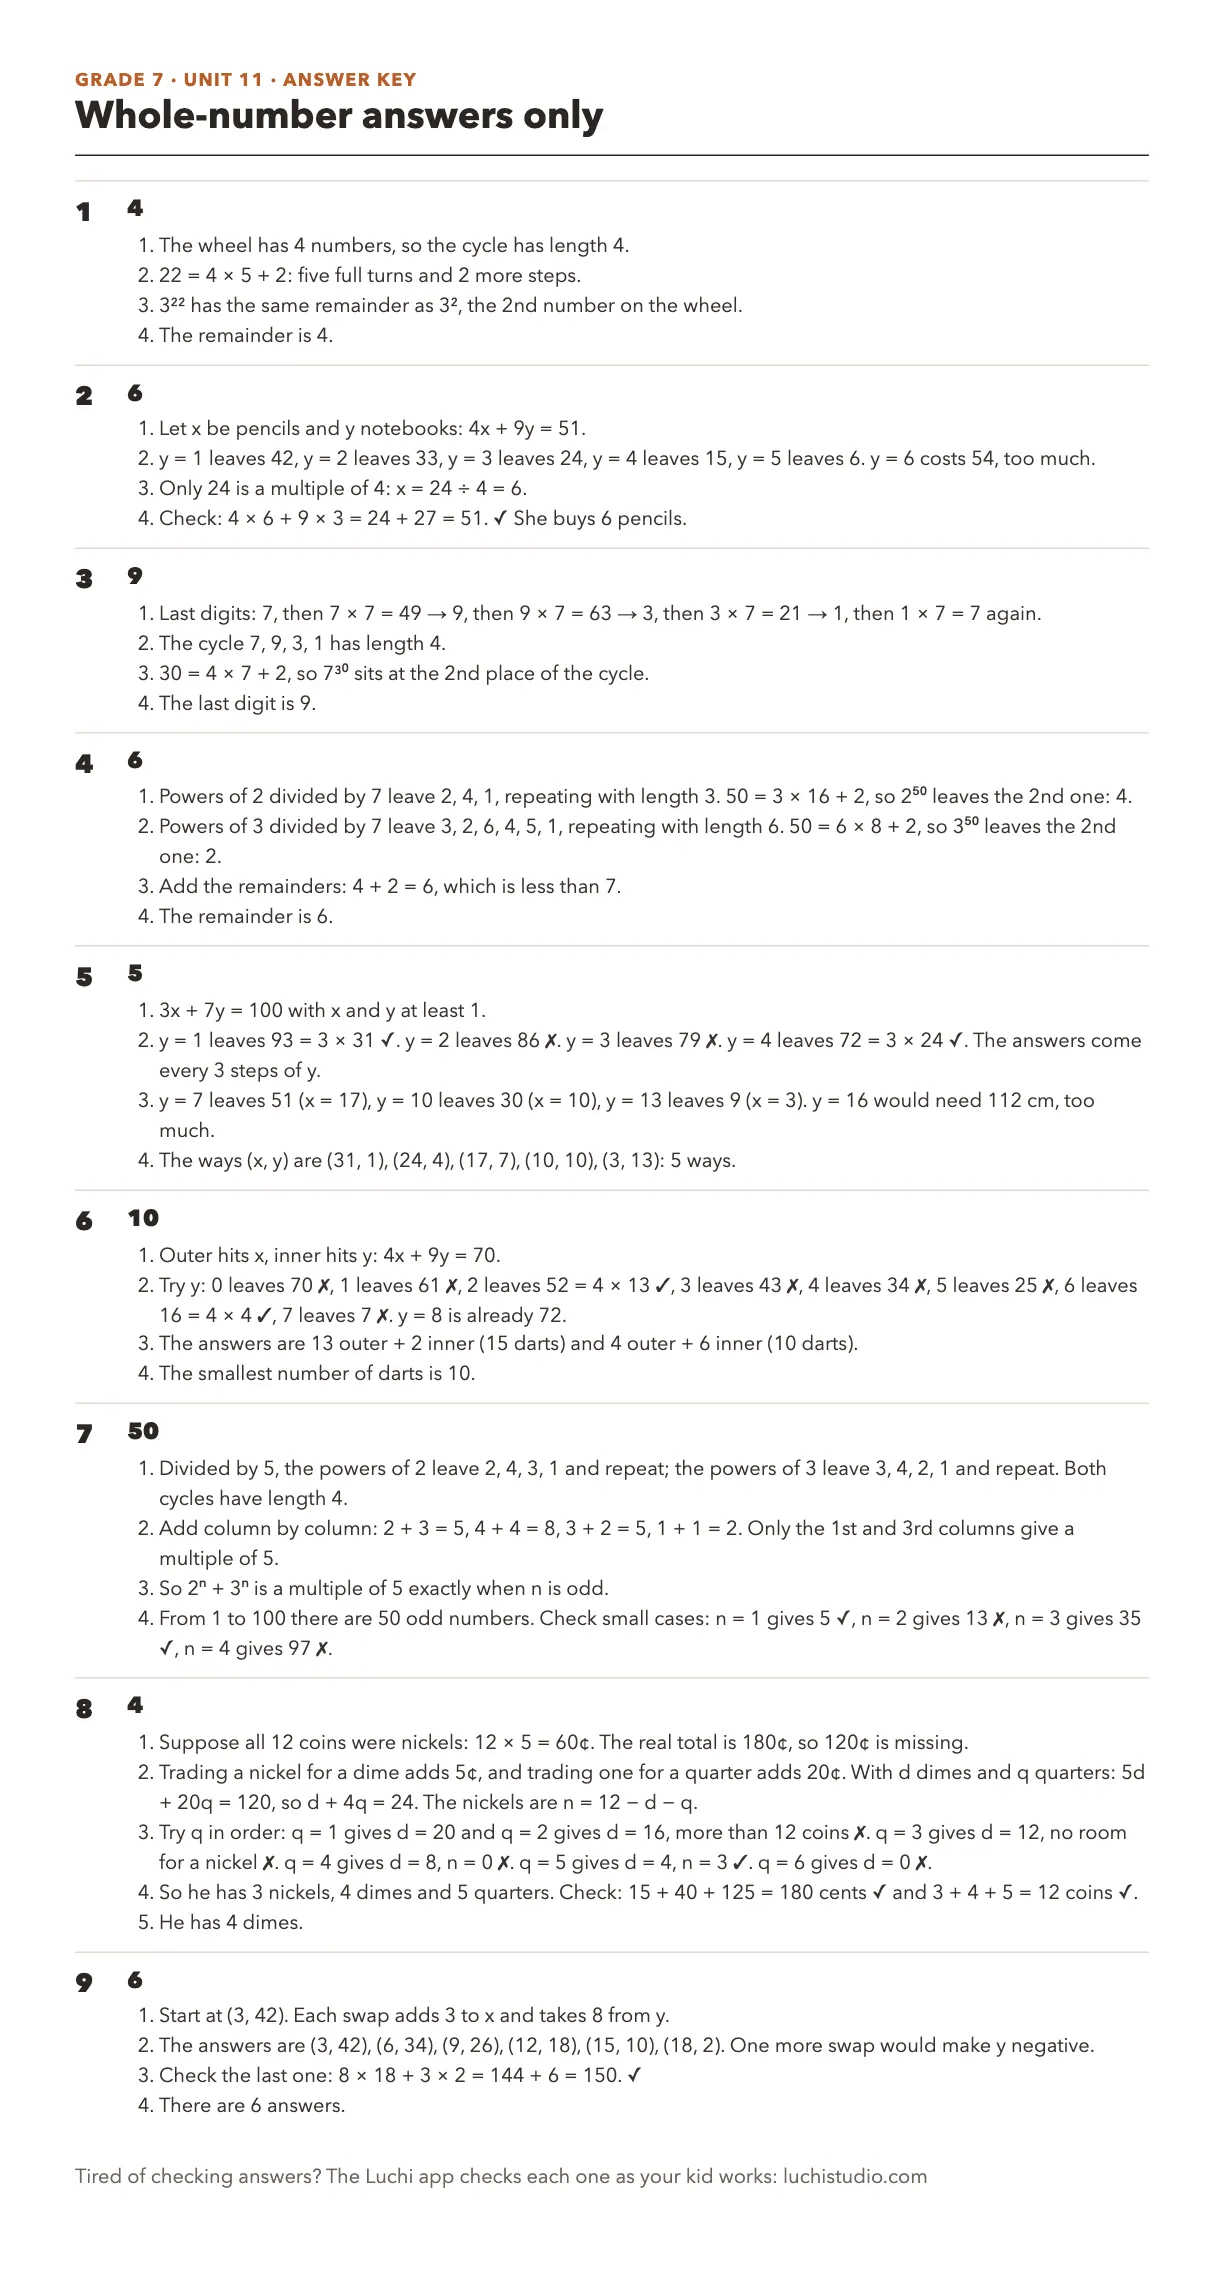 GRADE 7 · UNIT 11 · ANSWER KEY
Whole-number answers only
1 4
1. The wheel has 4 numbers, so the cycle has length 4.
2. 22 = 4 × 5 + 2: five full turns and 2 more steps.
3. 3²² has the same remainder as 3², the 2nd number on the wheel.
4. The remainder is 4.
2 6
1. Let x be pencils and y notebooks: 4x + 9y = 51.
2. y = 1 leaves 42, y = 2 leaves 33, y = 3 leaves 24, y = 4 leaves 15, y = 5 leaves 6. y = 6 costs 54, too much.
3. Only 24 is a multiple of 4: x = 24 ÷ 4 = 6.
4. Check: 4 × 6 + 9 × 3 = 24 + 27 = 51. ✓ She buys 6 pencils.
3 9
1. Last digits: 7, then 7 × 7 = 49 → 9, then 9 × 7 = 63 → 3, then 3 × 7 = 21 → 1, then 1 × 7 = 7 again.
2. The cycle 7, 9, 3, 1 has length 4.
3. 30 = 4 × 7 + 2, so 7³⁰ sits at the 2nd place of the cycle.
4. The last digit is 9.
4 6
1. Powers of 2 divided by 7 leave 2, 4, 1, repeating with length 3. 50 = 3 × 16 + 2, so 2⁵⁰ leaves the 2nd one: 4.
2. Powers of 3 divided by 7 leave 3, 2, 6, 4, 5, 1, repeating with length 6. 50 = 6 × 8 + 2, so 3⁵⁰ leaves the 2nd
one: 2.
3. Add the remainders: 4 + 2 = 6, which is less than 7.
4. The remainder is 6.
5 5
1. 3x + 7y = 100 with x and y at least 1.
2. y = 1 leaves 93 = 3 × 31 ✓. y = 2 leaves 86 ✗. y = 3 leaves 79 ✗. y = 4 leaves 72 = 3 × 24 ✓. The answers come
every 3 steps of y.
3. y = 7 leaves 51 (x = 17), y = 10 leaves 30 (x = 10), y = 13 leaves 9 (x = 3). y = 16 would need 112 cm, too
much.
4. The ways (x, y) are (31, 1), (24, 4), (17, 7), (10, 10), (3, 13): 5 ways.
6 10
1. Outer hits x, inner hits y: 4x + 9y = 70.
2. Try y: 0 leaves 70 ✗, 1 leaves 61 ✗, 2 leaves 52 = 4 × 13 ✓, 3 leaves 43 ✗, 4 leaves 34 ✗, 5 leaves 25 ✗, 6 leaves
16 = 4 × 4 ✓, 7 leaves 7 ✗. y = 8 is already 72.
3. The answers are 13 outer + 2 inner (15 darts) and 4 outer + 6 inner (10 darts).
4. The smallest number of darts is 10.
7 50
1. Divided by 5, the powers of 2 leave 2, 4, 3, 1 and repeat; the powers of 3 leave 3, 4, 2, 1 and repeat. Both
cycles have length 4.
2. Add column by column: 2 + 3 = 5, 4 + 4 = 8, 3 + 2 = 5, 1 + 1 = 2. Only the 1st and 3rd columns give a
multiple of 5.
3. So 2ⁿ + 3ⁿ is a multiple of 5 exactly when n is odd.
4. From 1 to 100 there are 50 odd numbers. Check small cases: n = 1 gives 5 ✓, n = 2 gives 13 ✗, n = 3 gives 35
✓, n = 4 gives 97 ✗.
8 4
1. Suppose all 12 coins were nickels: 12 × 5 = 60¢. The real total is 180¢, so 120¢ is missing.
2. Trading a nickel for a dime adds 5¢, and trading one for a quarter adds 20¢. With d dimes and q quarters: 5d
+ 20q = 120, so d + 4q = 24. The nickels are n = 12 − d − q.
3. Try q in order: q = 1 gives d = 20 and q = 2 gives d = 16, more than 12 coins ✗. q = 3 gives d = 12, no room
for a nickel ✗. q = 4 gives d = 8, n = 0 ✗. q = 5 gives d = 4, n = 3 ✓. q = 6 gives d = 0 ✗.
4. So he has 3 nickels, 4 dimes and 5 quarters. Check: 15 + 40 + 125 = 180 cents ✓ and 3 + 4 + 5 = 12 coins ✓.
5. He has 4 dimes.
9 6
1. Start at (3, 42). Each swap adds 3 to x and takes 8 from y.
2. The answers are (3, 42), (6, 34), (9, 26), (12, 18), (15, 10), (18, 2). One more swap would make y negative.
3. Check the last one: 8 × 18 + 3 × 2 = 144 + 6 = 150. ✓
4. There are 6 answers.
Tired of checking answers? The Luchi app checks each one as your kid works: luchistudio.com